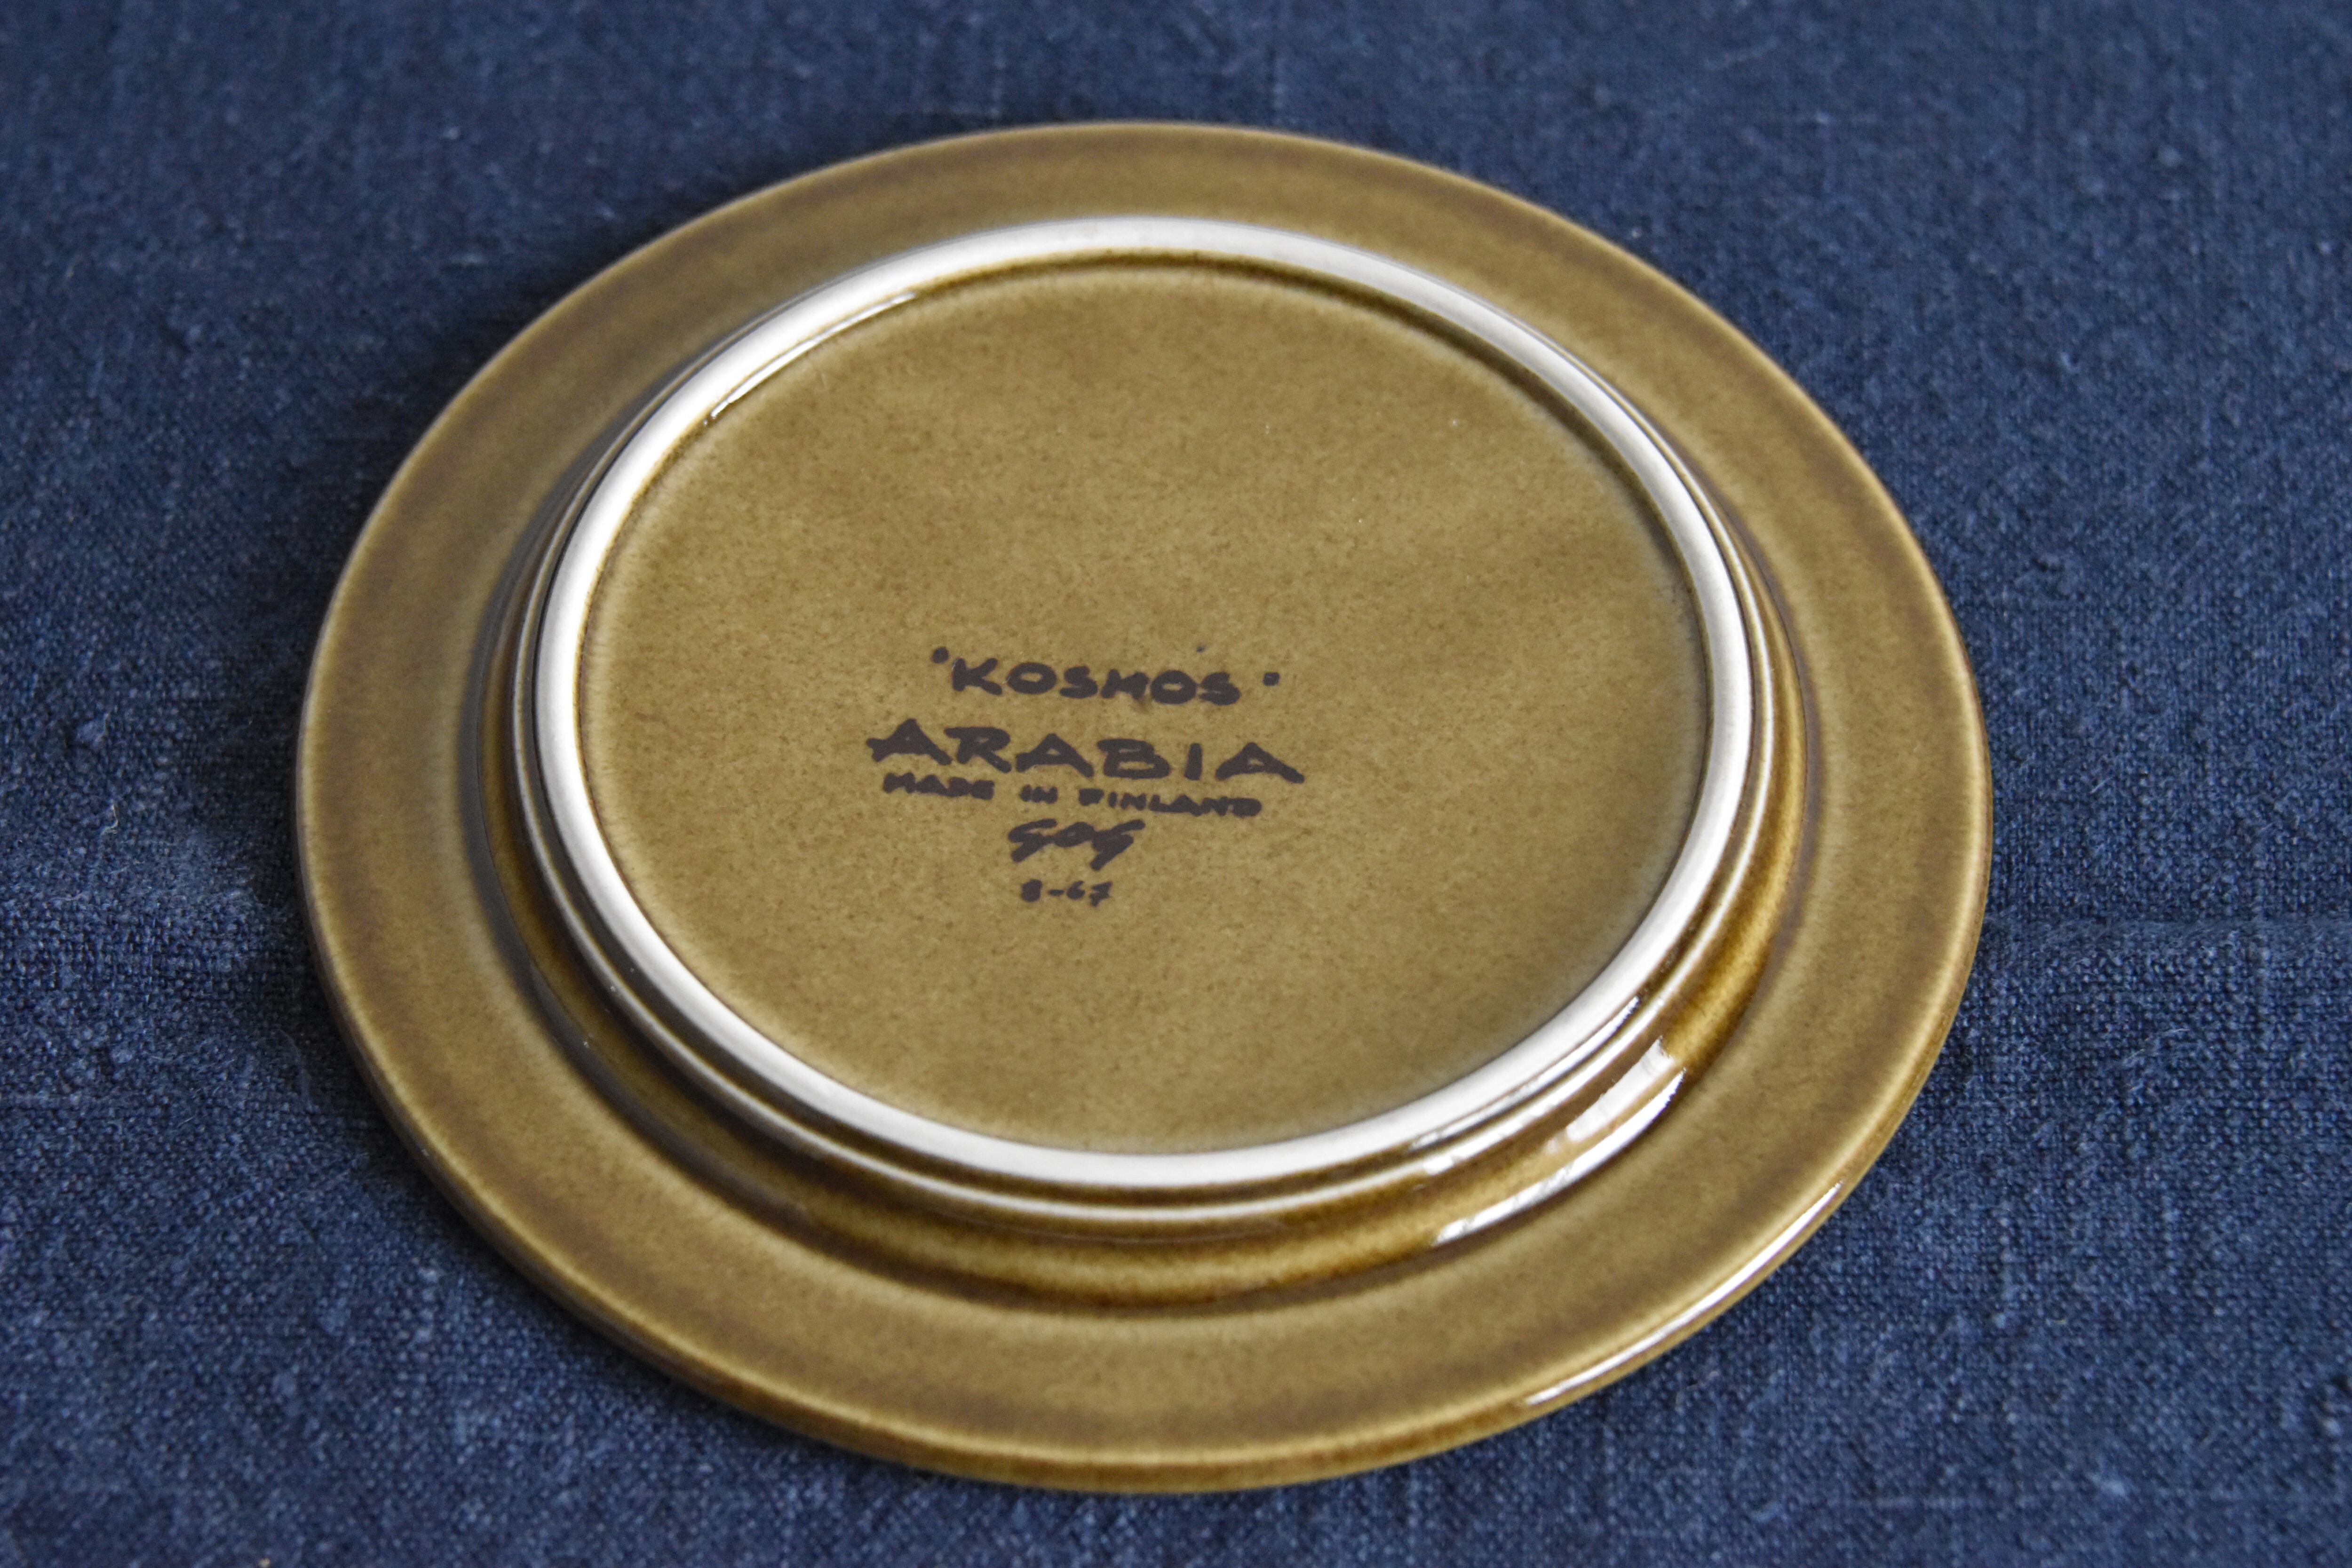 "KOSMOS"
ARABIA
MADE IN FINLAND
GOG
8-67